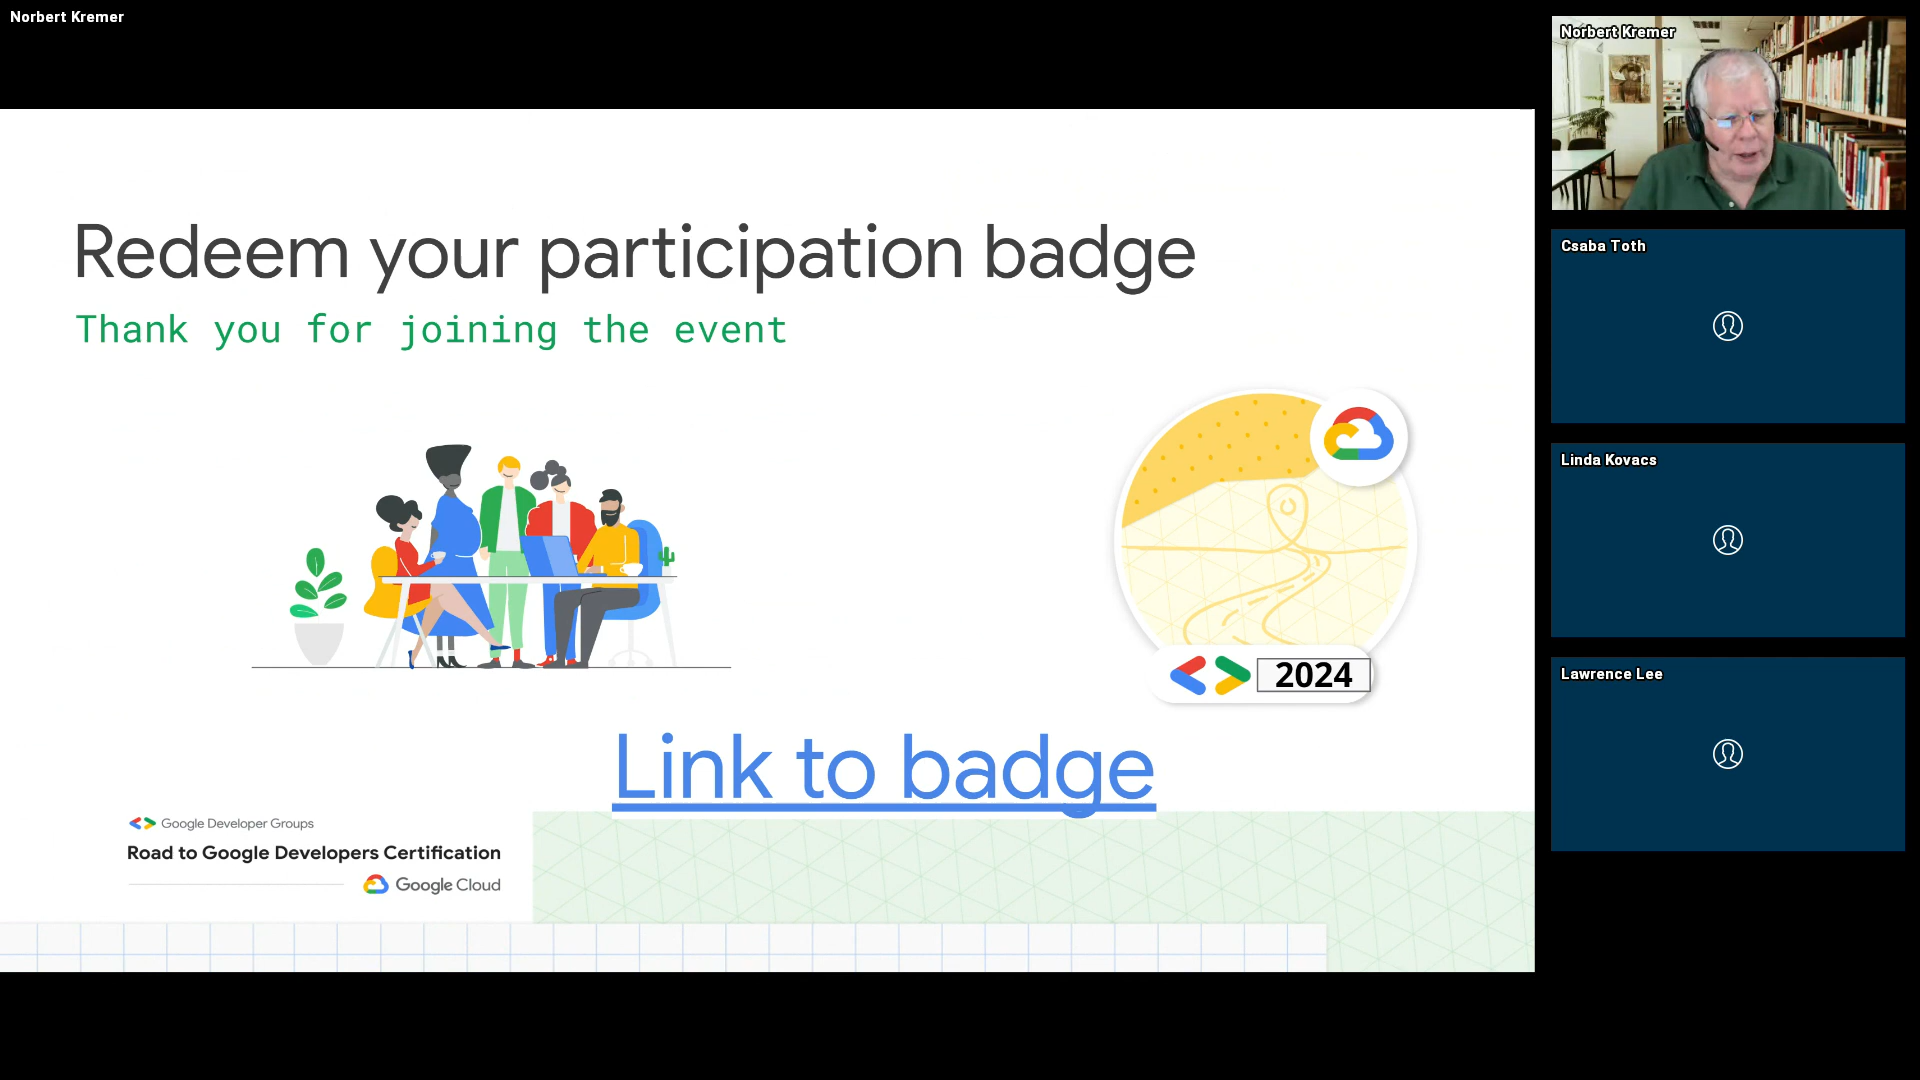 Norbert Kremer
Redeem your participation badge
Thank you for joining the event
2024
Link to badge
Google Developer Groups
Road to Google Developers Certification
Google Cloud
Norbert Kremer
Csaba Toth
Linda Kovacs
Lawrence Lee